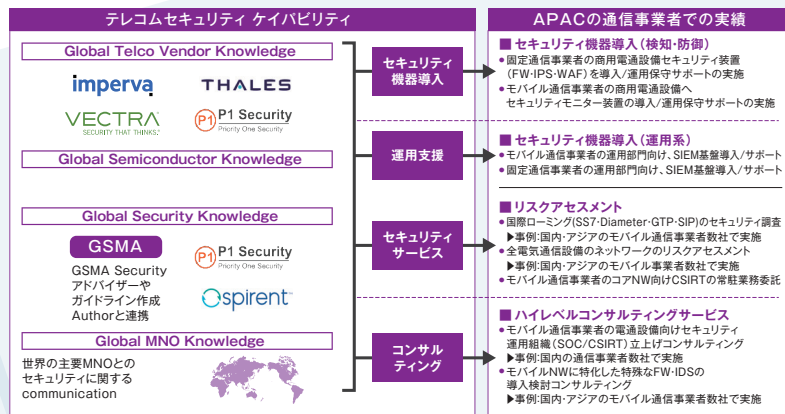 テレコムセキュリティ ケイパビリティ
Global Telco Vendor Knowledge
imperva
THALES
VECTRA
SECURITY THAT THINKS.
P1 P1 Security
Priority One Security
Global Semiconductor Knowledge
Global Security Knowledge
GSMA
GSMA Security
アドバイザーや
ガイドライン作成
Authorと連携
P1 P1 Security
Priority One Security
spirent
Global MNO Knowledge
世界の主要MNOとの
セキュリティに関する
communication
セキュリティ
機器導入
運用支援
セキュリティ
サービス
コンサル
ティング
APACの通信事業者での実績
■ セキュリティ機器導入（検知・防御）
●固定通信事業者の商用電通設備セキュリティ装置
（FW・IPS・WAF）を導入/運用保守サポートの実施
●モバイル通信事業者の商用電通設備へ
セキュリティモニター装置の導入/運用保守サポートの実施
■ セキュリティ機器導入（運用系）
●モバイル通信事業者の運用部門向け、SIEM基盤導入/サポート
●固定通信事業者の運用部門向け、SIEM基盤導入/サポート
■ リスクアセスメント
●国際ローミング(SS7・Diameter・GTP・SIP)のセキュリティ調査
▶事例:国内・アジアのモバイル通信事業者数社で実施
●全電気通信設備のネットワークのリスクアセスメント
▶事例:国内・アジアのモバイル事業者数社で実施
●モバイル通信事業者のコアNW向けCSIRTの常駐業務委託
■ ハイレベルコンサルティングサービス
●モバイル通信事業者の電通設備向けセキュリティ
運用組織（SOC/CSIRT）立上げコンサルティング
▶事例:国内の通信事業者数社で実施
●モバイルNWに特化した特殊なFW・IDSの
導入検討コンサルティング
▶事例:国内・アジアのモバイル通信事業者数社で実施